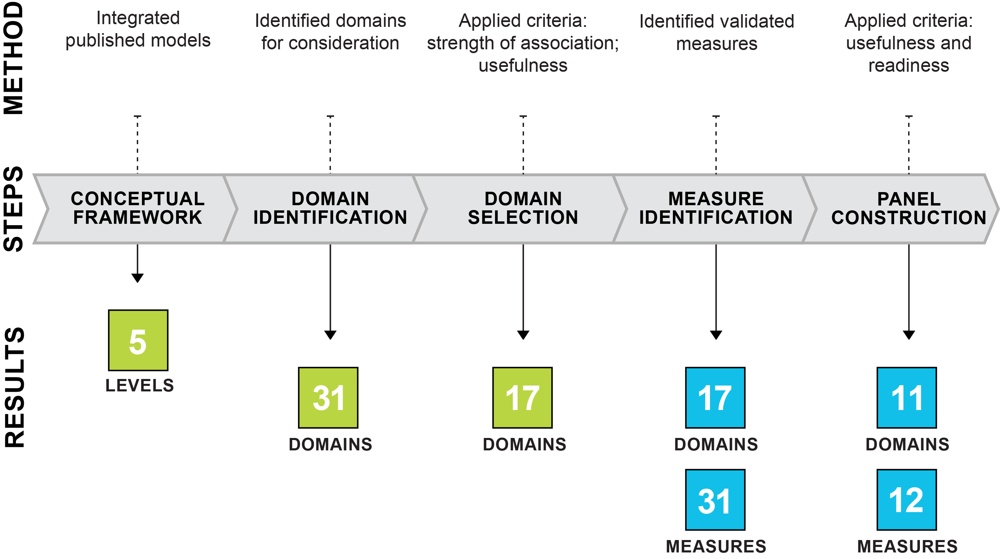 METHOD
Integrated
published models
Identified domains
for consideration
Applied criteria:
strength of association;
usefulness
Identified validated
measures
Applied criteria:
usefulness and
readiness
STEPS
CONCEPTUAL
FRAMEWORK
DOMAIN
IDENTIFICATION
DOMAIN
SELECTION
MEASURE
IDENTIFICATION
PANEL
CONSTRUCTION
RESULTS
5
LEVELS
31
DOMAINS
17
DOMAINS
17
DOMAINS
31
MEASURES
11
DOMAINS
12
MEASURES